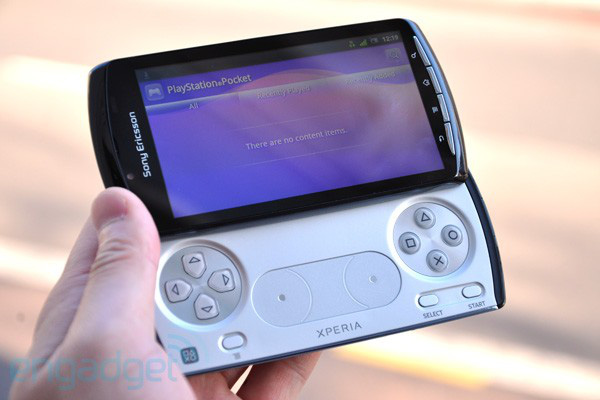 12:19
PlayStation®Pocket
All
There are no content items.
Sony Ericsson
XPERIA
SELECT
START
engadget